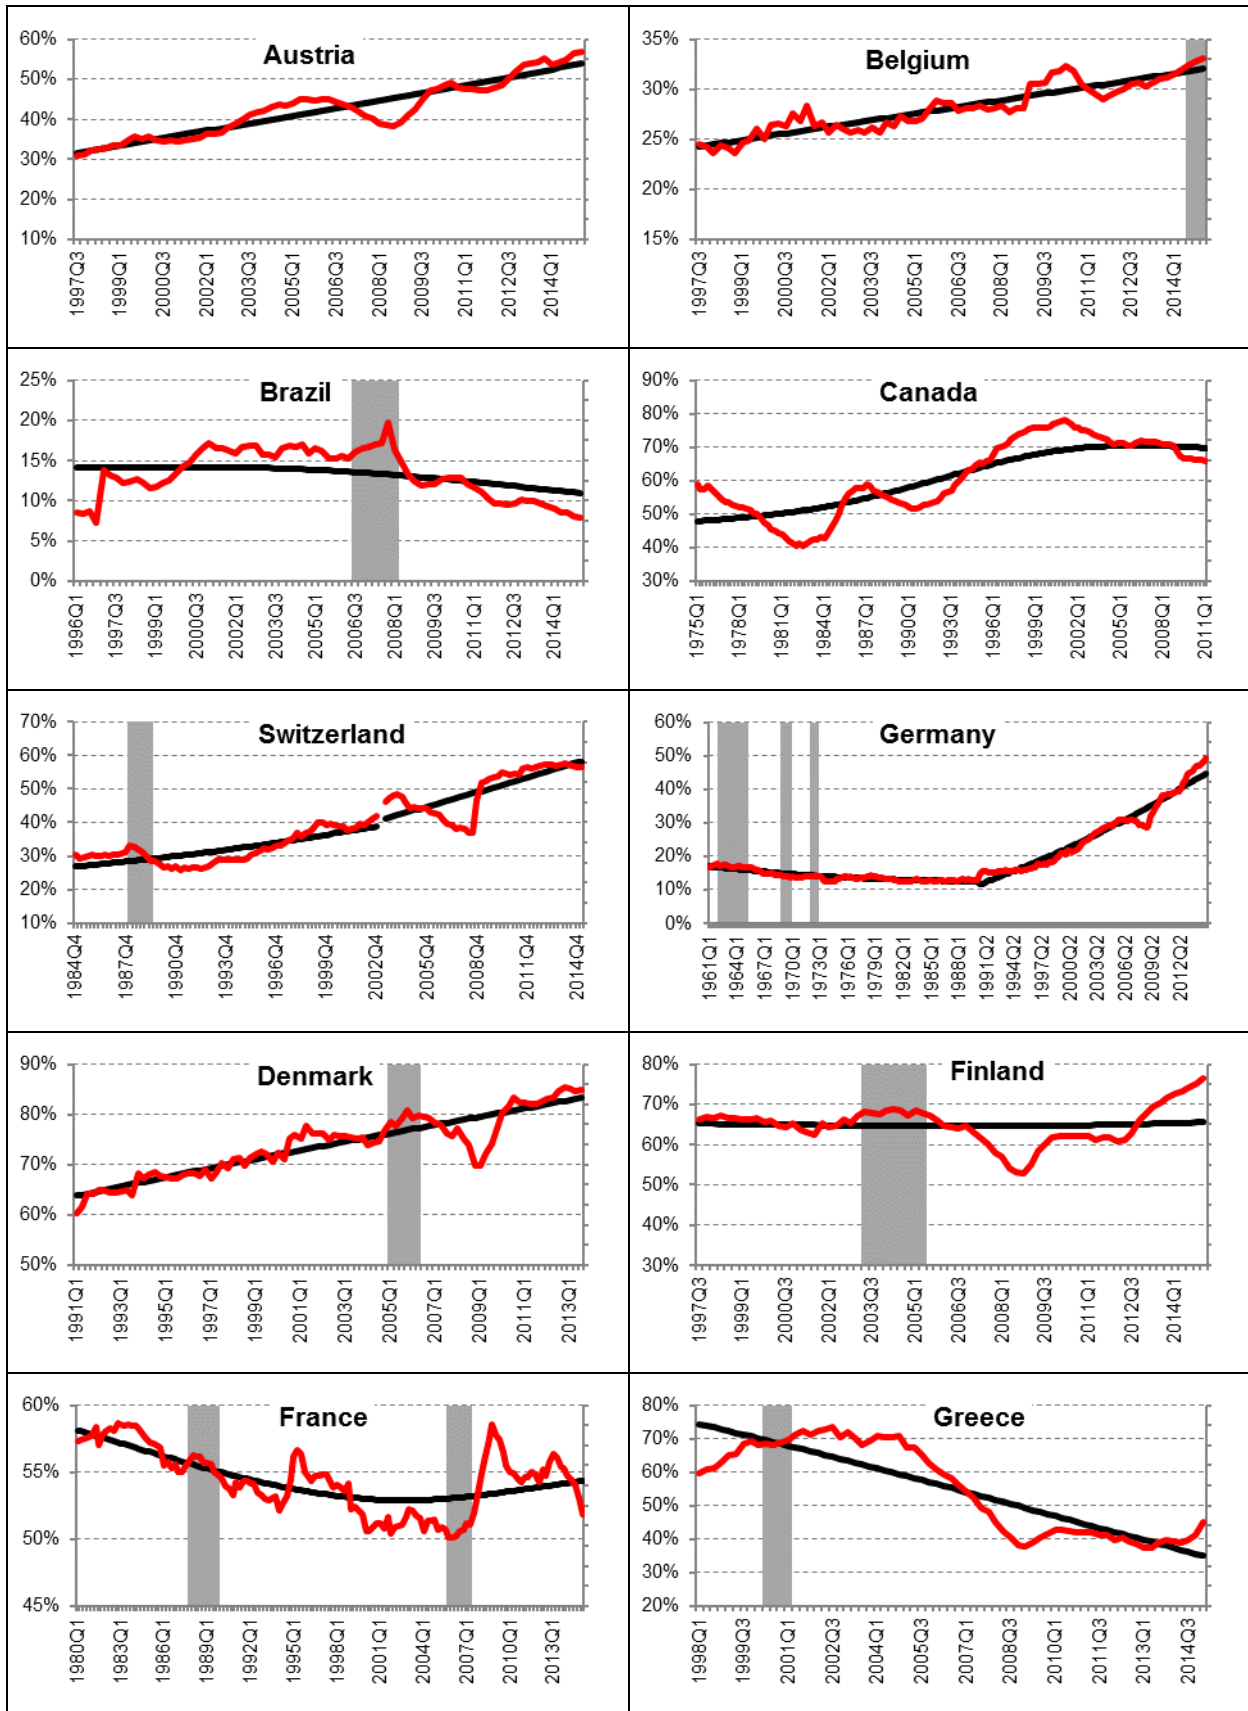 Austria
60%
50%
40%
30%
20%
10%
1997Q3
1999Q1
2000Q3
2002Q1
2003Q3
2005Q1
2006Q3
2008Q1
2009Q3
2011Q1
2012Q3
2014Q1
Belgium
35%
30%
25%
20%
15%
1997Q3
1999Q1
2000Q3
2002Q1
2003Q3
2005Q1
2006Q3
2008Q1
2009Q3
2011Q1
2012Q3
2014Q1
Brazil
25%
20%
15%
10%
5%
0%
1996Q1
1997Q3
1999Q1
2000Q3
2002Q1
2003Q3
2005Q1
2006Q3
2008Q1
2009Q3
2011Q1
2012Q3
2014Q1
Canada
90%
80%
70%
60%
50%
40%
30%
1975Q1
1978Q1
1981Q1
1984Q1
1987Q1
1990Q1
1993Q1
1996Q1
1999Q1
2002Q1
2005Q1
2008Q1
2011Q1
Switzerland
70%
60%
50%
40%
30%
20%
10%
1984Q4
1987Q4
1990Q4
1993Q4
1996Q4
1999Q4
2002Q4
2005Q4
2008Q4
2011Q4
2014Q4
Germany
60%
50%
40%
30%
20%
10%
0%
1961Q1
1964Q1
1967Q1
1970Q1
1973Q1
1976Q1
1979Q1
1982Q1
1985Q1
1988Q1
1991Q2
1994Q2
1997Q2
2000Q2
2003Q2
2006Q2
2009Q2
2012Q2
Denmark
90%
80%
70%
60%
50%
1991Q1
1993Q1
1995Q1
1997Q1
1999Q1
2001Q1
2003Q1
2005Q1
2007Q1
2009Q1
2011Q1
2013Q1
Finland
80%
70%
60%
50%
40%
30%
1997Q3
1999Q1
2000Q3
2002Q1
2003Q3
2005Q1
2006Q3
2008Q1
2009Q3
2011Q1
2012Q3
2014Q1
France
60%
55%
50%
45%
1980Q1
1983Q1
1986Q1
1989Q1
1992Q1
1995Q1
1998Q1
2001Q1
2004Q1
2007Q1
2010Q1
2013Q1
Greece
80%
70%
60%
50%
40%
30%
20%
1998Q1
1999Q3
2001Q1
2002Q3
2004Q1
2005Q3
2007Q1
2008Q3
2010Q1
2011Q3
2013Q1
2014Q3